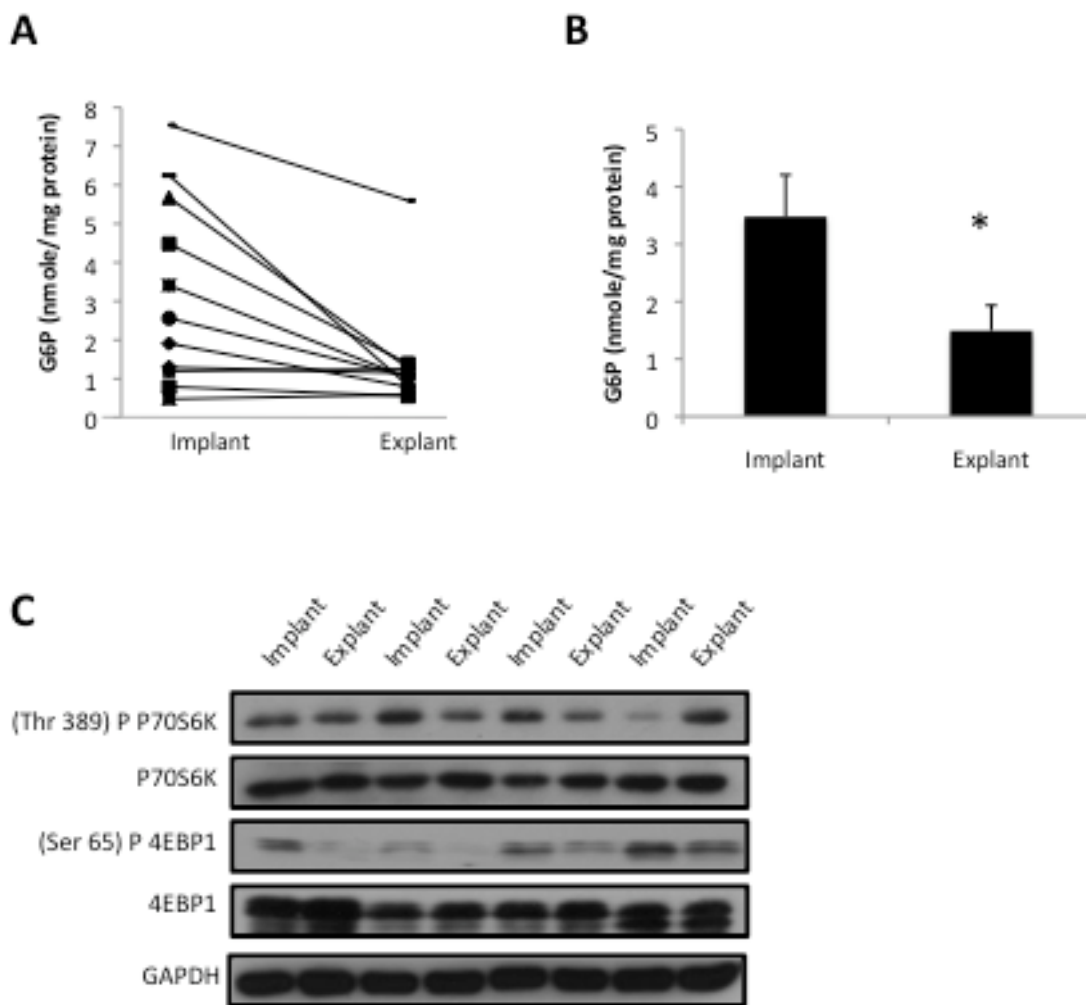 A
G6P (nmole/mg protein)
8
7
6
5
4
3
2
1
0
Implant Explant
B
G6P (nmole/mg protein)
5
4
3
2
1
0
*
Implant Explant
C
Implant Explant Implant Explant Implant Explant Implant Explant
(Thr 389) P P70S6K
P70S6K
(Ser 65) P 4EBP1
4EBP1
GAPDH